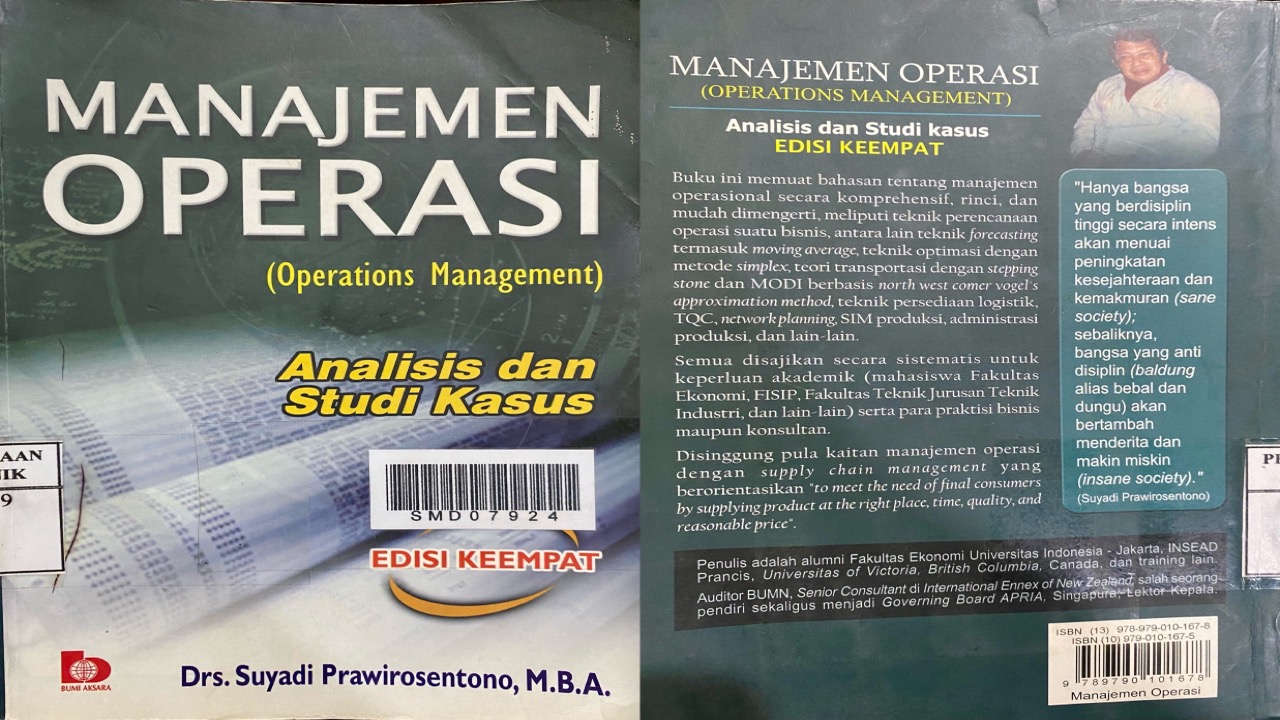 MANAJEMEN
OPERASI
(Operations Management)
Analisis dan
Studi Kasus
AAN
NIK
9
SMD07924
EDISI KEEMPAT
BUMI AKSARA
Drs. Suyadi Prawirosentono, M.B.A.
MANAJEMEN OPERASI
(OPERATIONS MANAGEMENT)
Analisis dan Studi kasus
EDISI KEEMPAT
Buku ini memuat bahasan tentang manajemen
operasional secara komprehensif, rinci, dan
mudah dimengerti, meliputi teknik perencanaan
operasi suatu bisnis, antara lain teknik forecasting
termasuk moving average, teknik optimasi dengan
metode simplex, teori transportasi dengan stepping
stone dan MODI berbasis north west comer vogel's
approximation method, teknik persediaan logistik,
TQC, network planning, SIM produksi, administrasi
produksi, dan lain-lain.
Semua disajikan secara sistematis untuk
keperluan akademik (mahasiswa Fakultas
Ekonomi, FISIP, Fakultas Teknik Jurusan Teknik
Industri, dan lain-lain) serta para praktisi bisnis
maupun konsultan.
Disinggung pula kaitan manajemen operasi
dengan supply chain management yang
berorientasikan "to meet the need of final consumers
by supplying product at the right place, time, quality, and
reasonable price".
"Hanya bangsa
yang berdisiplin
tinggi secara intens
akan menuai
peningkatan
kesejahteraan dan
kemakmuran (sane
society);
sebaliknya,
bangsa yang anti
disiplin (baldung
alias bebal dan
dungu) akan
bertambah
menderita dan
makin miskin
(insane society)."
(Suyadi Prawirosentono)
PE
Penulis adalah alumni Fakultas Ekonomi Universitas Indonesia - Jakarta, INSEAD
Prancis, Universitas of Victoria, British Columbia, Canada, dan training lain.
Auditor BUMN, Senior Consultant di International Ennex of New Zealand, salah seorang
pendiri sekaligus menjadi Governing Board APRIA, Singapura, Lektor Kepala.
ISBN (13) 978-979-010-167-8
ISBN (10) 979-010-167-5
9 789790 101678
Manajemen Operasi